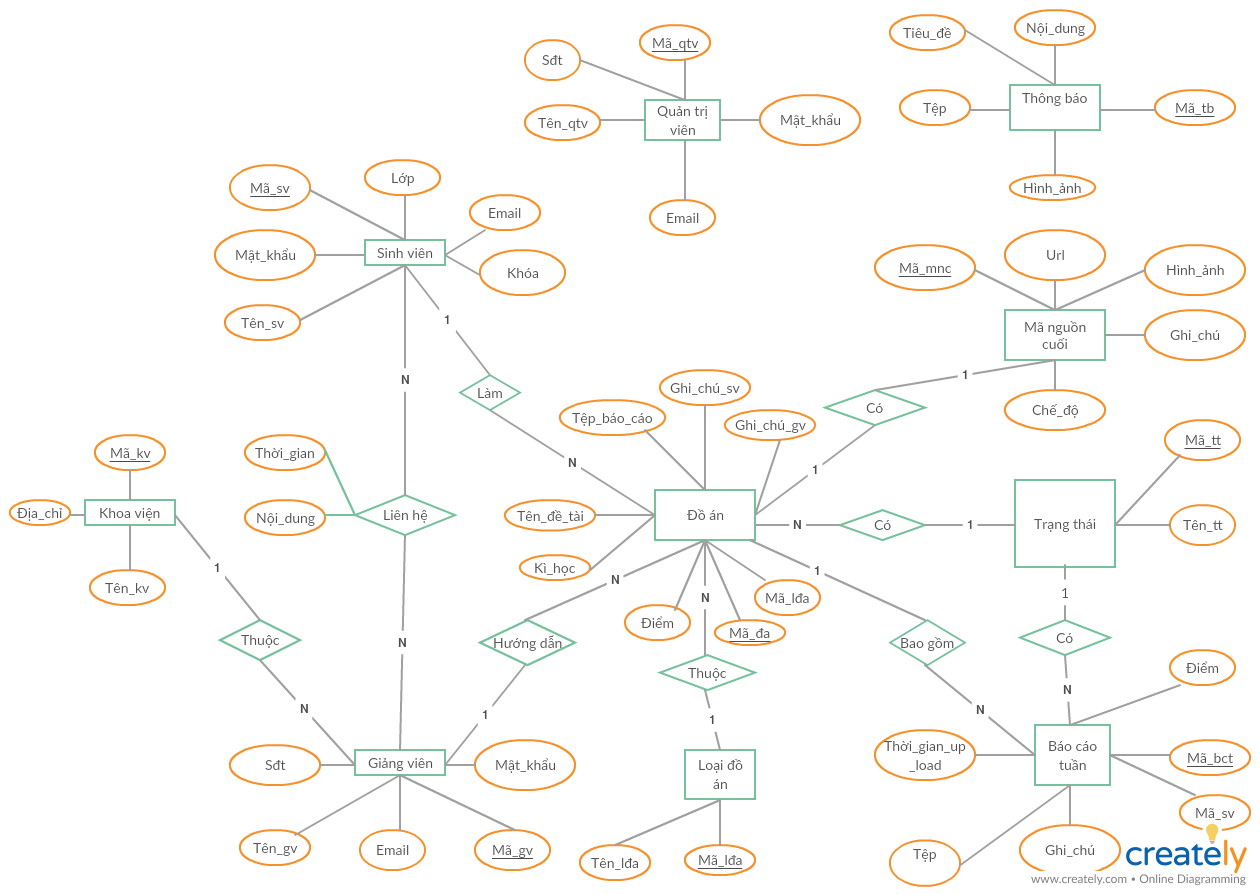 Tiêu_đề
Nội_dung
Mã_qtv
Sđt
Thông báo
Tệp
Mã_tb
Quản trị
viên
Tên_qtv
Mật_khẩu
Hình_ảnh
Email
Lớp
Mã_sv
Email
Sinh viên
Mật_khẩu
Khóa
Tên_sv
Url
Mã_mnc
Hình_ảnh
Mã nguồn
cuối
Ghi_chú
Chế_độ
1
N
Làm
1
Có
1
N
Ghi_chú_sv
Tệp_báo_cáo
Ghi_chú_gv
Mã_kv
Thời_gian
Địa_chỉ
Khoa viện
Nội_dung
Liên hệ
Tên_kv
Tên_đề_tài
Đồ án
N
Có
1
Trạng thái
Mã_tt
Tên_tt
Kì_học
1
N
N
1
1
Mã_lđa
Điểm
Mã_đa
Thuộc
N
Hướng dẫn
Bao gồm
Có
Thuộc
Điểm
N
N
1
1
N
Thời_gian_up
_load
Báo cáo
tuần
Mã_bct
Sđt
Giảng viên
Mật_khẩu
Loại đồ
án
Mã_sv
Tên_gv
Email
Mã_gv
Tên_lđa
Mã_lđa
Tệp
Ghi_chú
creately
www.creately.com • Online Diagramming